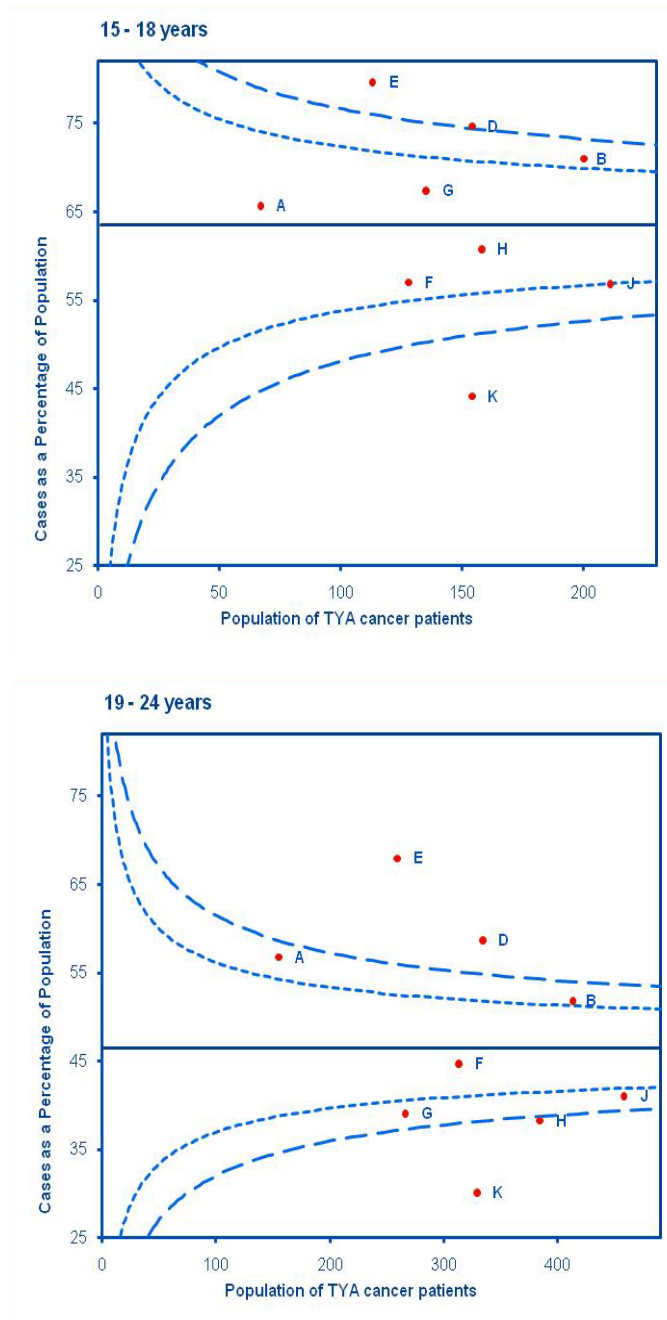 15 - 18 years
Cases as a Percentage of Population
75
65
55
45
35
25
E
D
B
G
A
H
F
J
K
0 50 100 150 200
Population of TYA cancer patients
19 - 24 years
Cases as a Percentage of Population
75
65
55
45
35
25
E
D
A
B
F
J
G
H
K
0 100 200 300 400
Population of TYA cancer patients